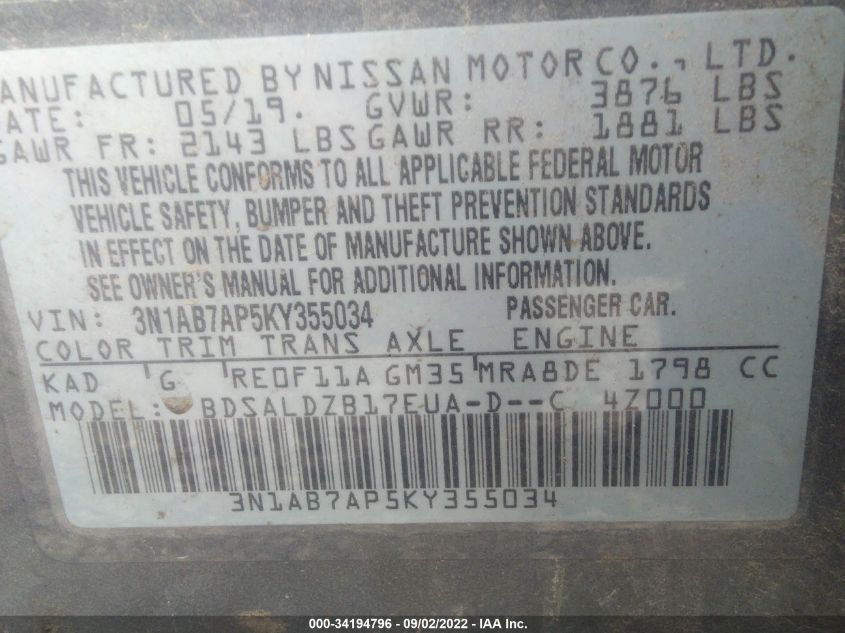 ANUFACTURED BY NISSAN MOTOR CO., LTD.
ATE: 05/19. GVWR: 3876 LBS
GAWR FR: 2143 LBS GAWR RR: 1881 LBS
THIS VEHICLE CONFORMS TO ALL APPLICABLE FEDERAL MOTOR
VEHICLE SAFETY, BUMPER AND THEFT PREVENTION STANDARDS
IN EFFECT ON THE DATE OF MANUFACTURE SHOWN ABOVE.
SEE OWNER'S MANUAL FOR ADDITIONAL INFORMATION.
VIN: 3N1AB7AP5KY355034 PASSENGER CAR.
COLOR TRIM TRANS AXLE ENGINE
KAD G RE0F11A GM35 MRA8DE 1798 CC
MODEL: BDSALDZB17EUA-D--C 4Z000
3N1AB7AP5KY355034
000-34194796 - 09/02/2022 - IAA Inc.